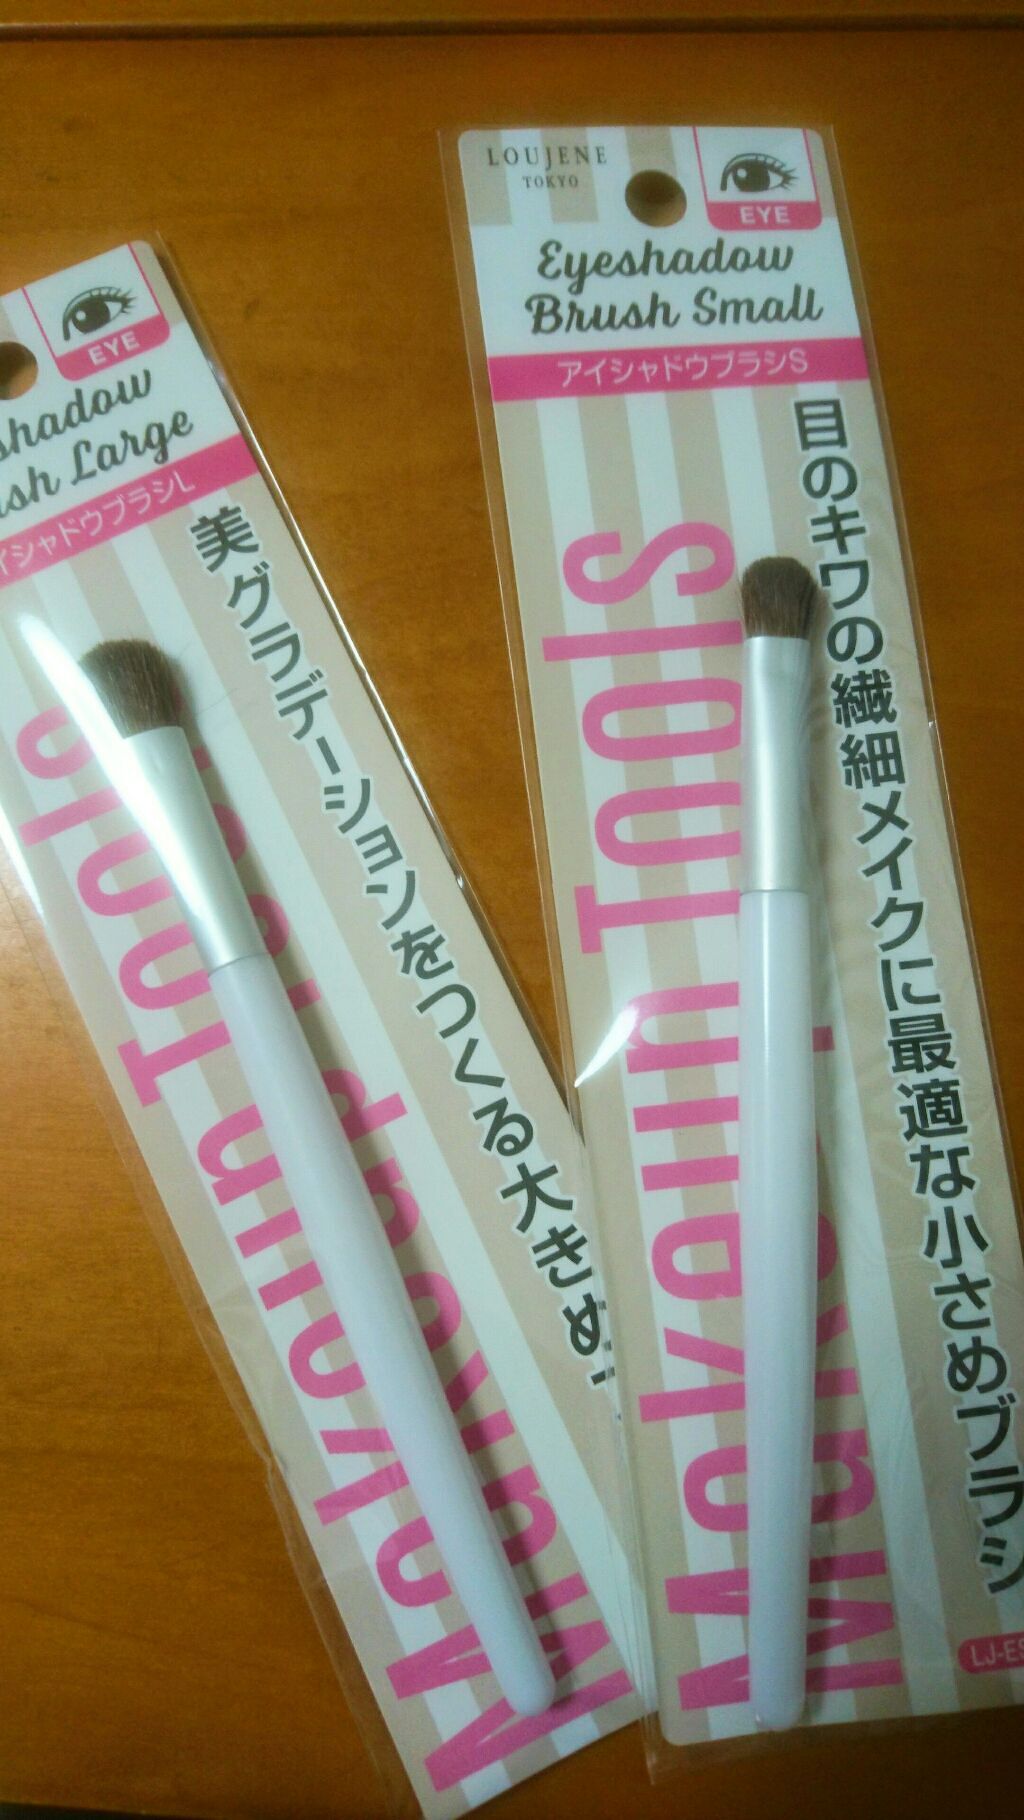 EYE
shadow
sh Large
イシャドウブラシL
美グラデーションをつくる大きめ
Makeup Tools
LOUJENE
TOKYO
EYE
Eyeshadow
Brush Small
アイシャドウブラシS
目のキワの繊細メイクに最適な小さめブラシ
Makeup Tools
LJ-ES